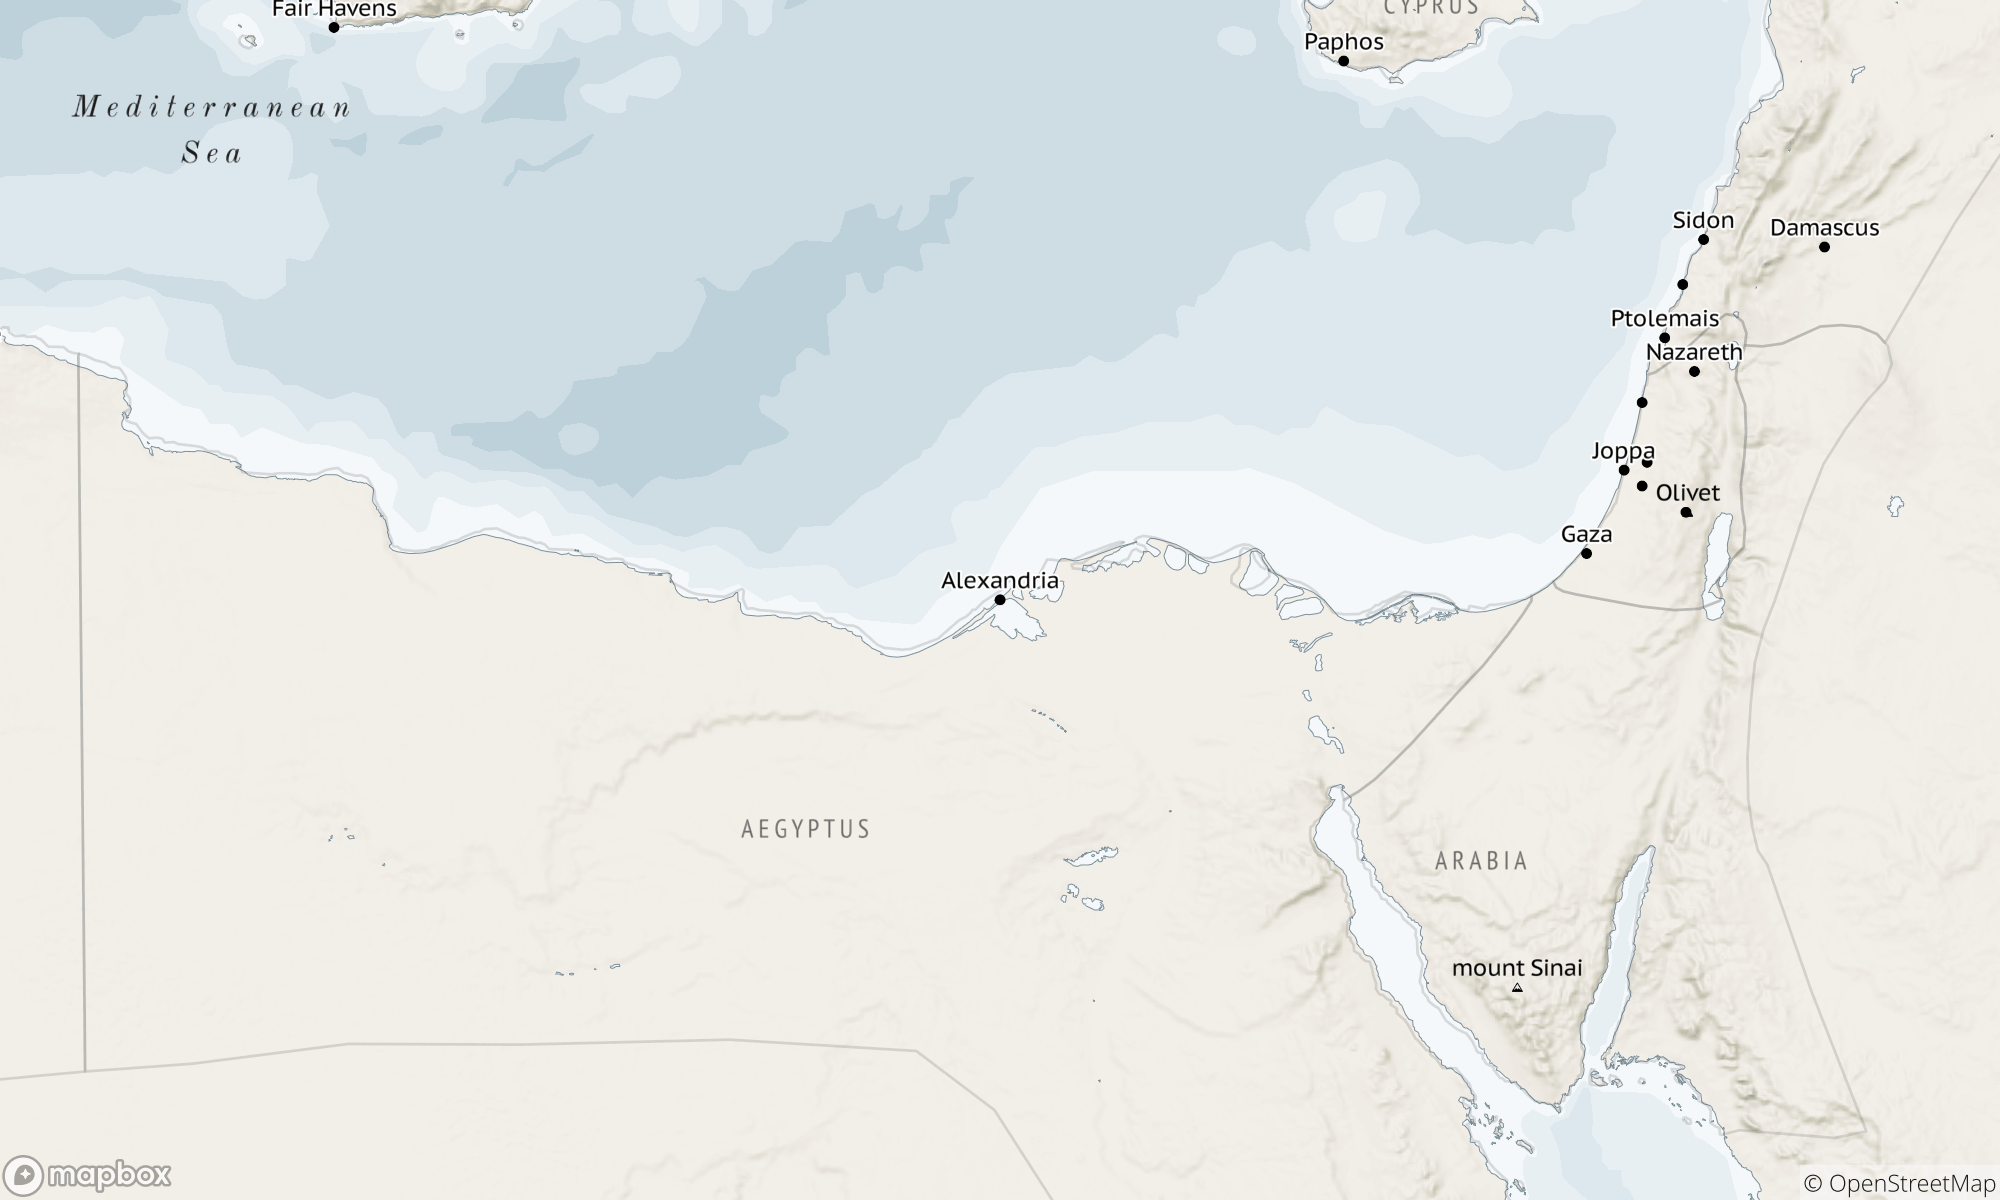 Fair Havens
CYPRUS
Paphos
Mediterranean
Sea
Sidon
Damascus
Ptolemais
Nazareth
Joppa
Olivet
Gaza
Alexandria
AEGYPTUS
ARABIA
mount Sinai
mapbox
© OpenStreetMap